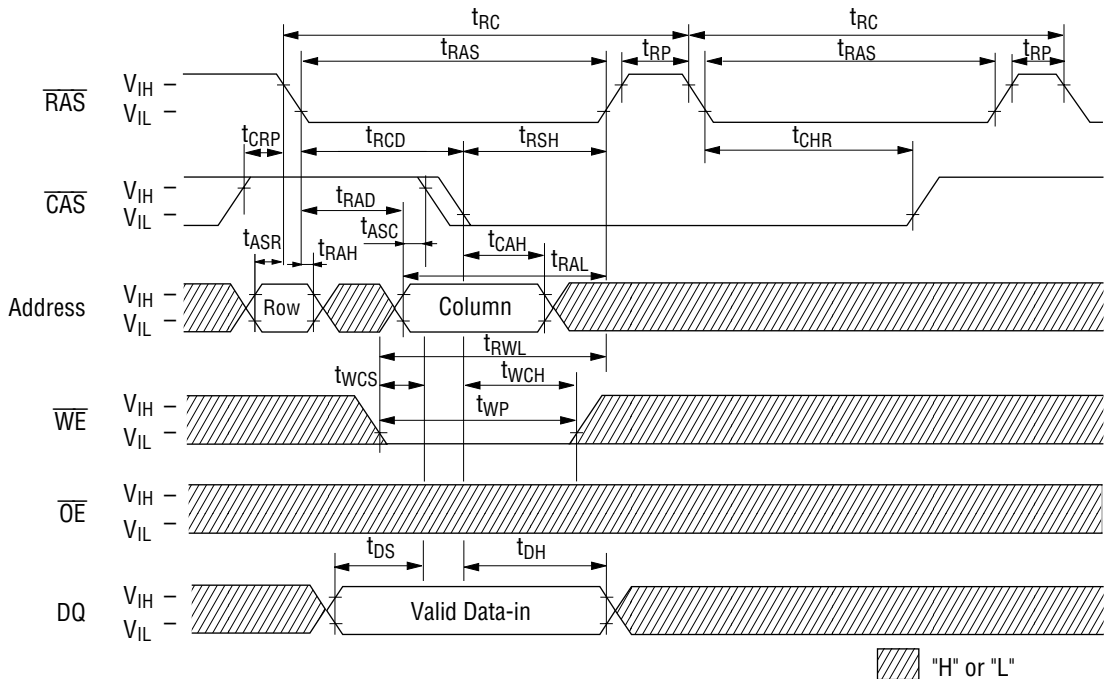 tRC tRC
tRAS tRP tRAS tRP
RAS VIH
VIL
tCRP tRCD tRSH tCHR
CAS VIH
VIL
tRAD
tASC tCAH
tASR tRAH tRAL
Address VIH
VIL
Row Column
tRWL
tWCS tWCH
tWP
WE VIH
VIL
OE VIH
VIL
tDS tDH
DQ VIH
VIL
Valid Data-in
"H" or "L"